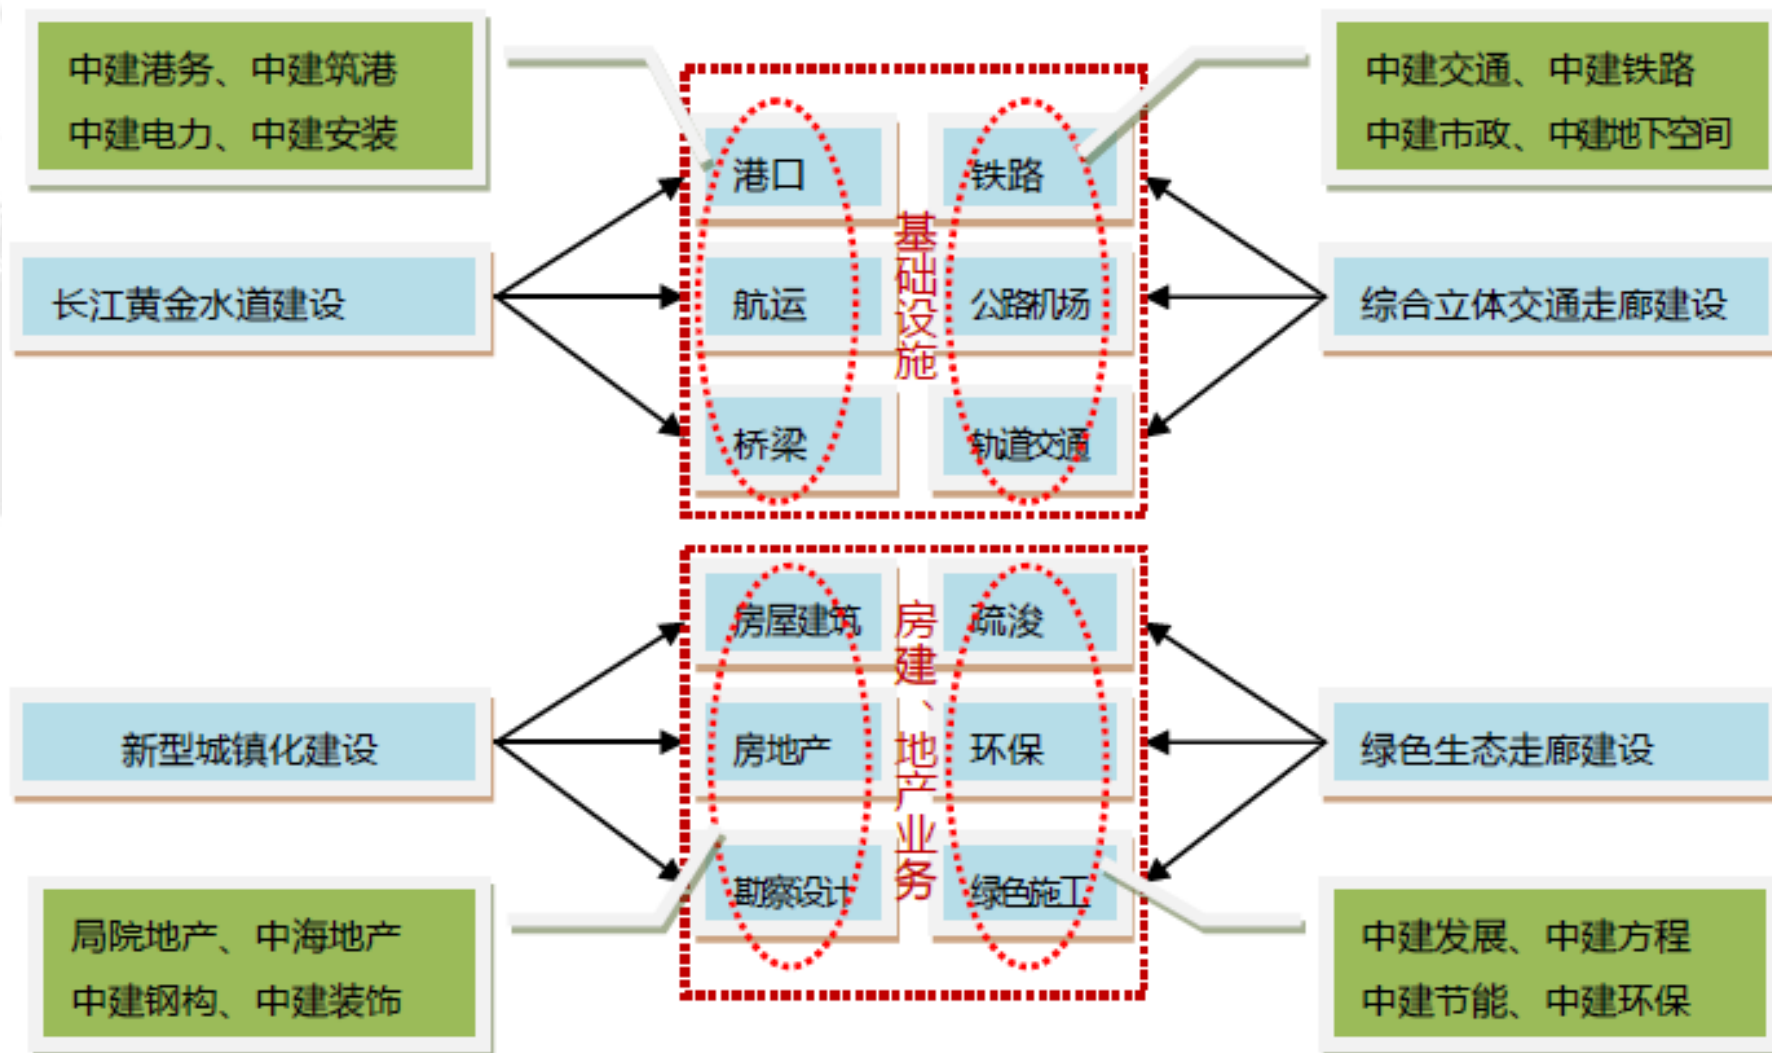 中建港务、中建筑港
中建电力、中建安装
中建交通、中建铁路
中建市政、中建地下空间
港口
铁路
长江黄金水道建设
航运
基础设施
公路机场
综合立体交通走廊建设
桥梁
轨道交通
房屋建筑
疏浚
新型城镇化建设
房地产
房建、地产业务
环保
绿色生态走廊建设
勘察设计
绿色施工
局院地产、中海地产
中建钢构、中建装饰
中建发展、中建方程
中建节能、中建环保